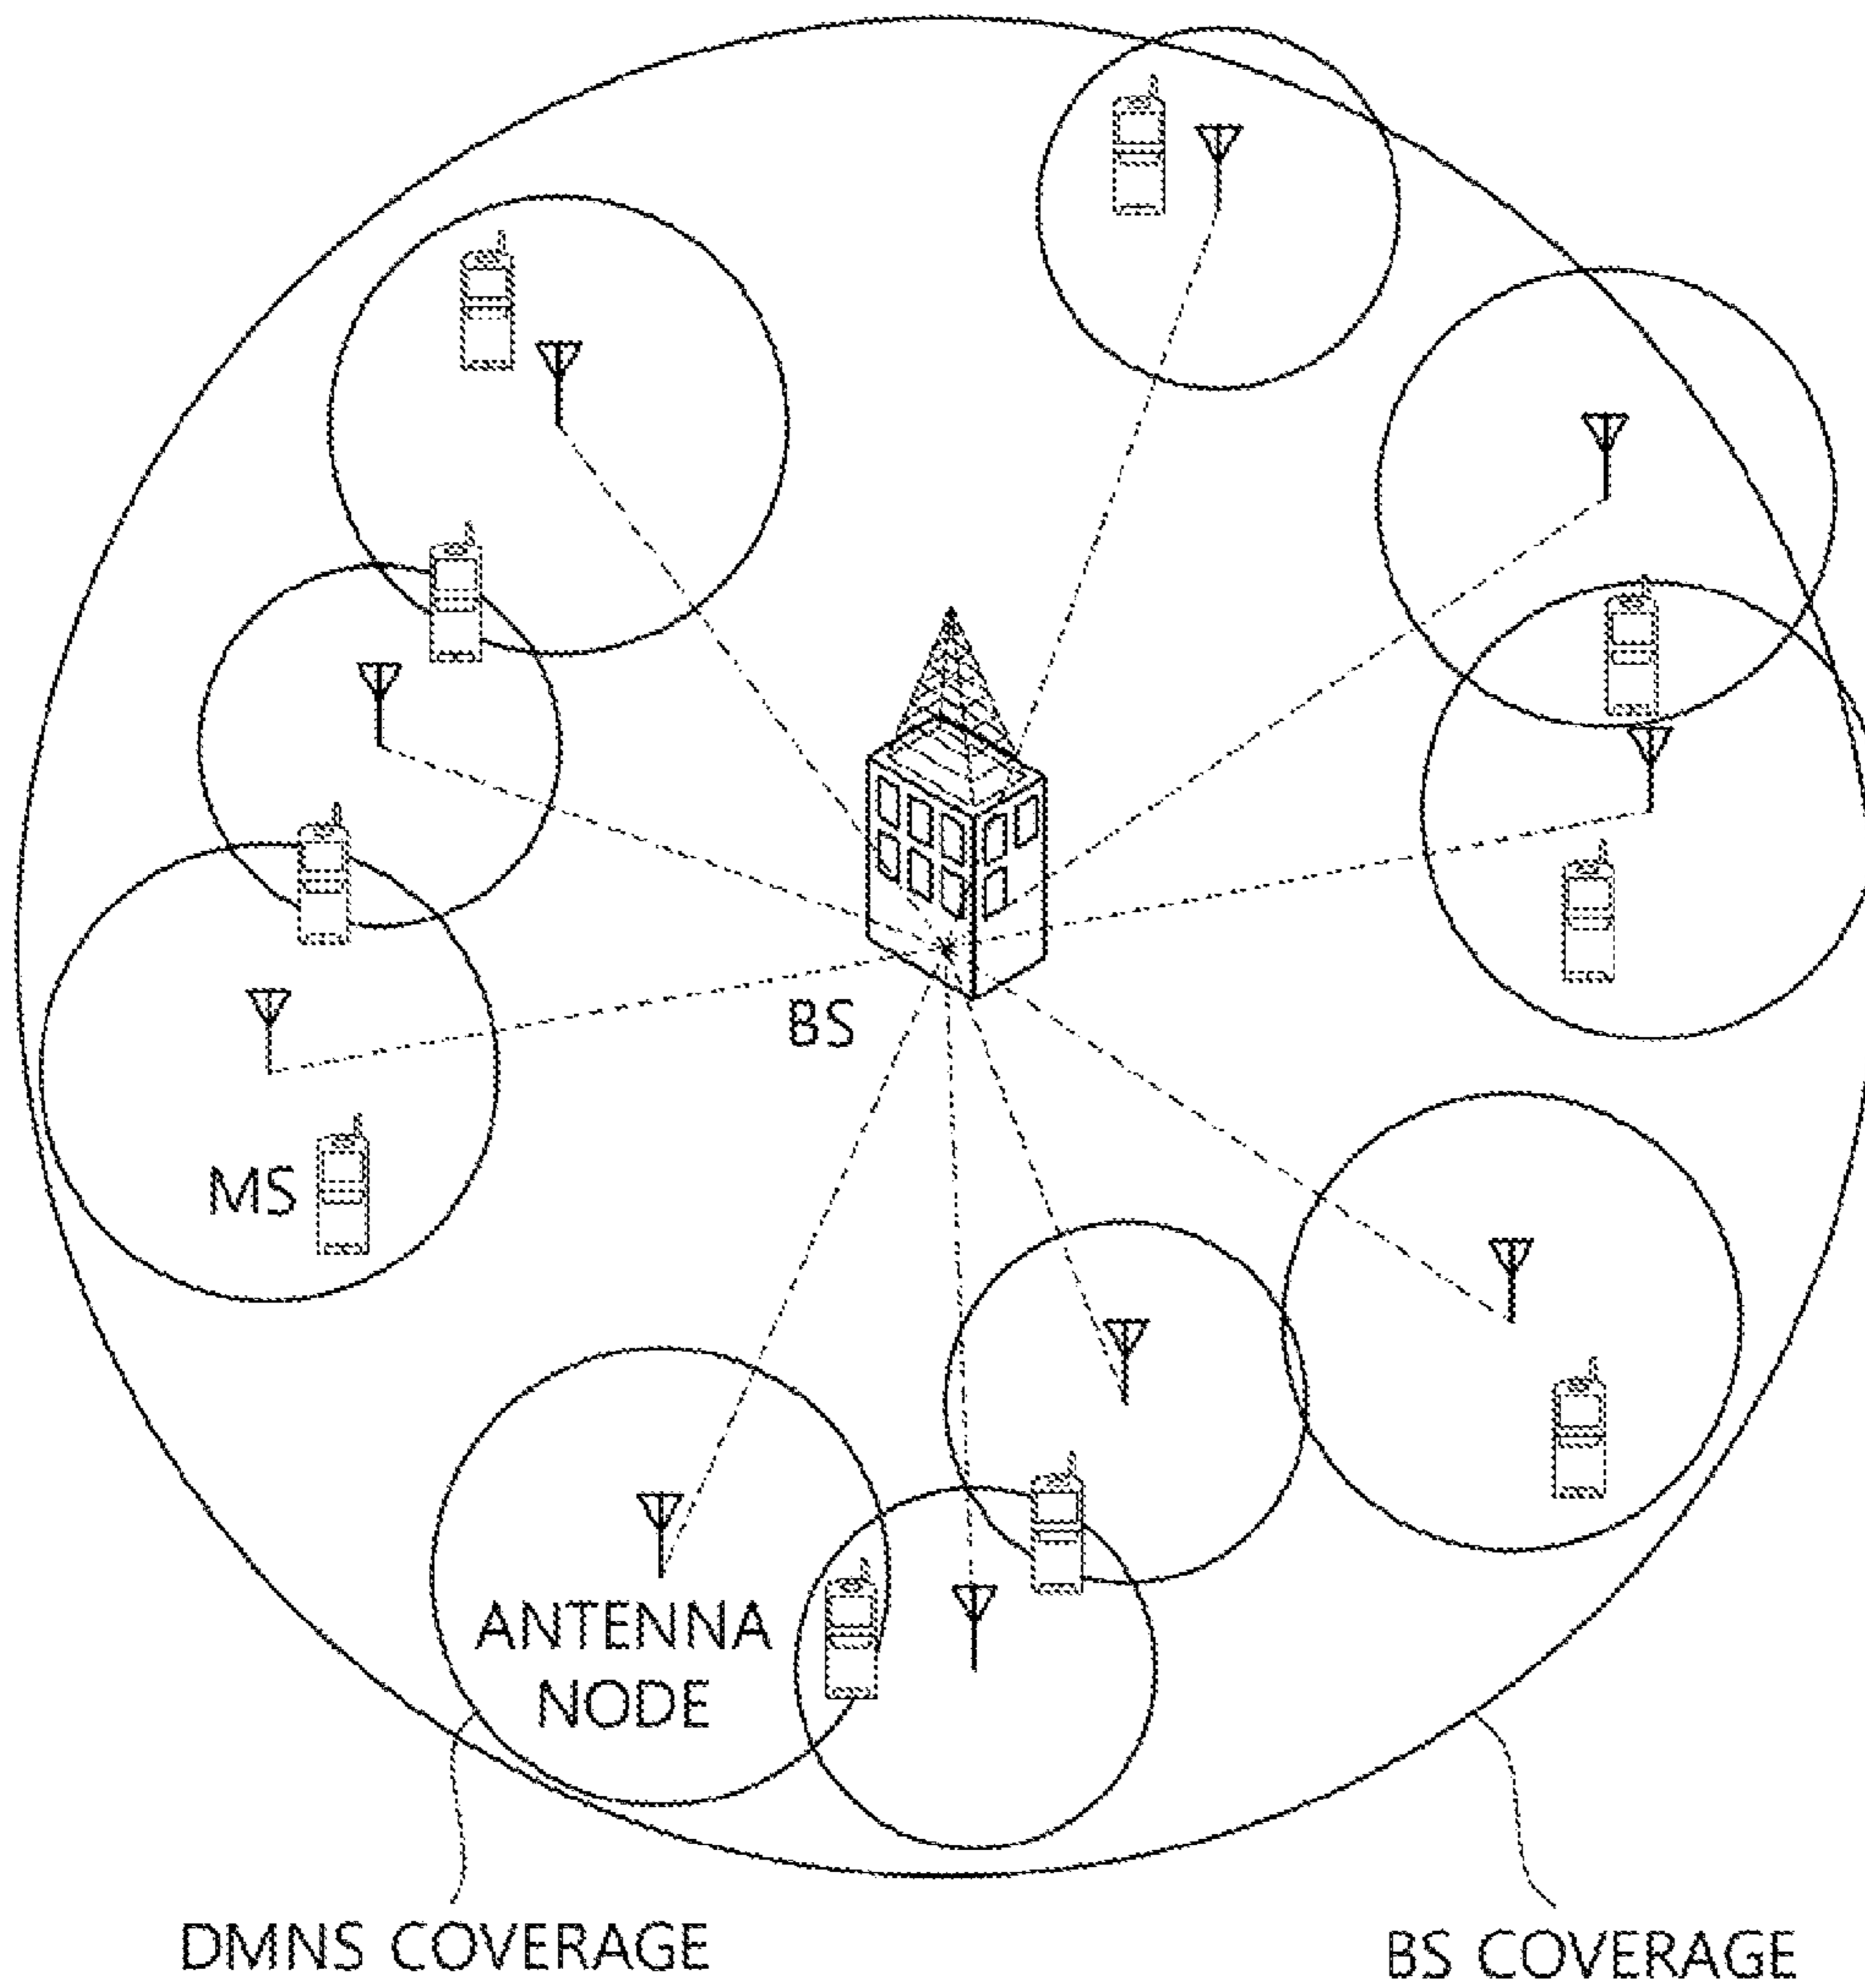 BS
MS
ANTENNA
NODE
DMNS COVERAGE
BS COVERAGE